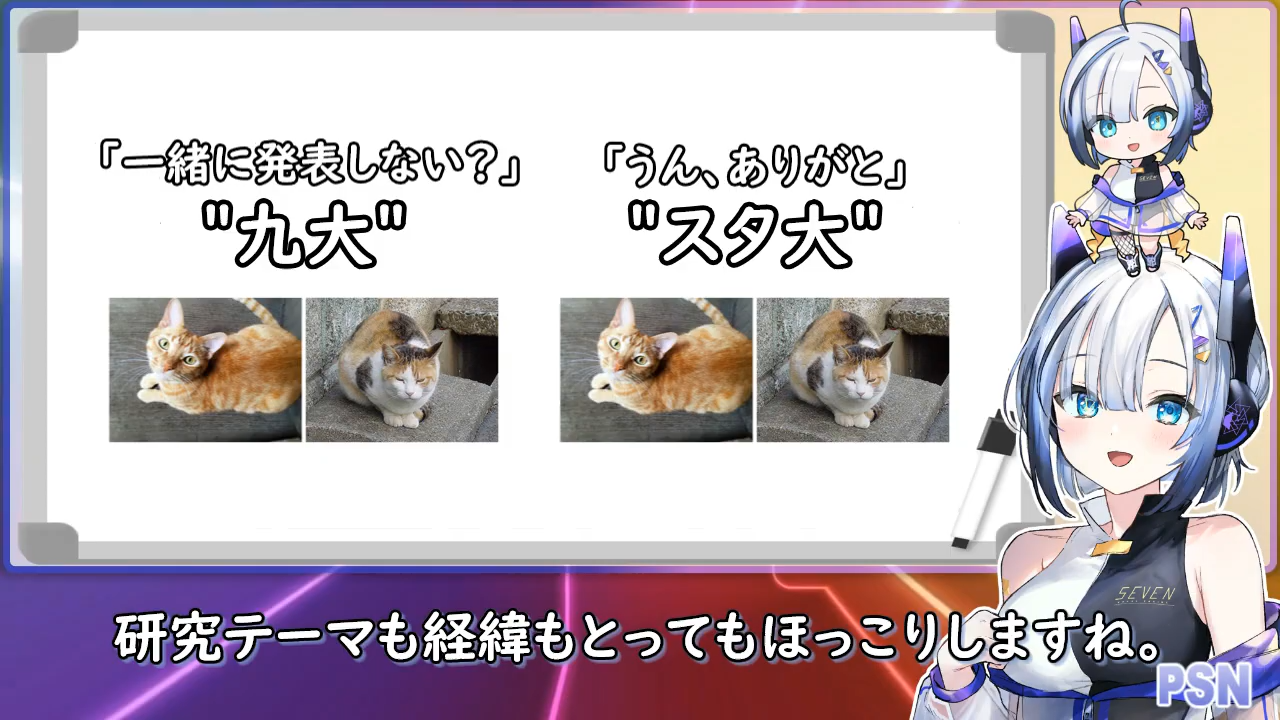 「一緒に発表しない？」
"九大"
「うん、ありがと」
"スタ大"
SEVEN
研究テーマも経緯もとってもほっこりしますね。
PSN